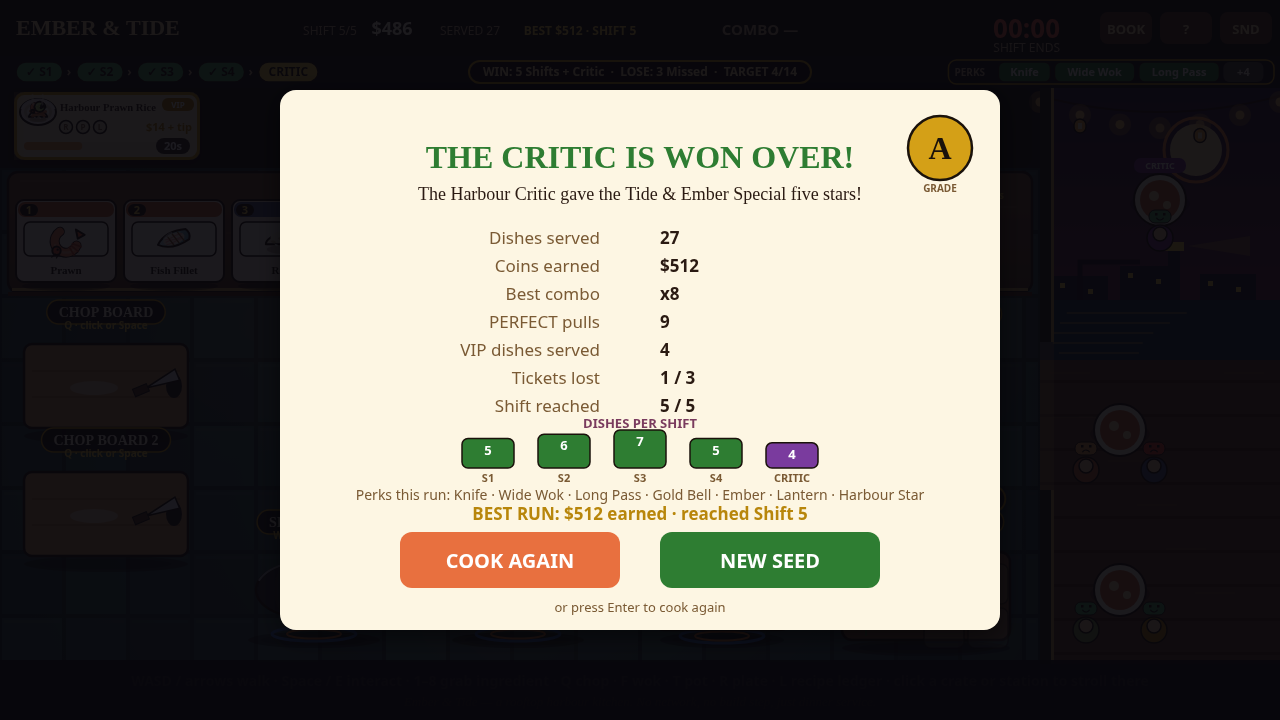 EMBER & TIDE
SHIFT 5/5 $486 SERVED 27 BEST $512 · SHIFT 5 COMBO —
00:00
SHIFT ENDS
BOOK ? SND
✓ S1 › ✓ S2 › ✓ S3 › ✓ S4 › CRITIC
WIN: 5 Shifts + Critic · LOSE: 3 Missed · TARGET 4/14
PERKS Knife Wide Wok Long Pass +4
Harbour Prawn Rice VIP
$14 + tip
20s
CRITIC
1 2 3
Prawn Fish Fillet
CHOP BOARD
Q · click or Space
CHOP BOARD 2
Q · click or Space
THE CRITIC IS WON OVER!
A
GRADE
The Harbour Critic gave the Tide & Ember Special five stars!
Dishes served 27
Coins earned $512
Best combo x8
PERFECT pulls 9
VIP dishes served 4
Tickets lost 1 / 3
Shift reached 5 / 5
DISHES PER SHIFT
5 6 7 5 4
S1 S2 S3 S4 CRITIC
Perks this run: Knife · Wide Wok · Long Pass · Gold Bell · Ember · Lantern · Harbour Star
BEST RUN: $512 earned · reached Shift 5
COOK AGAIN NEW SEED
or press Enter to cook again